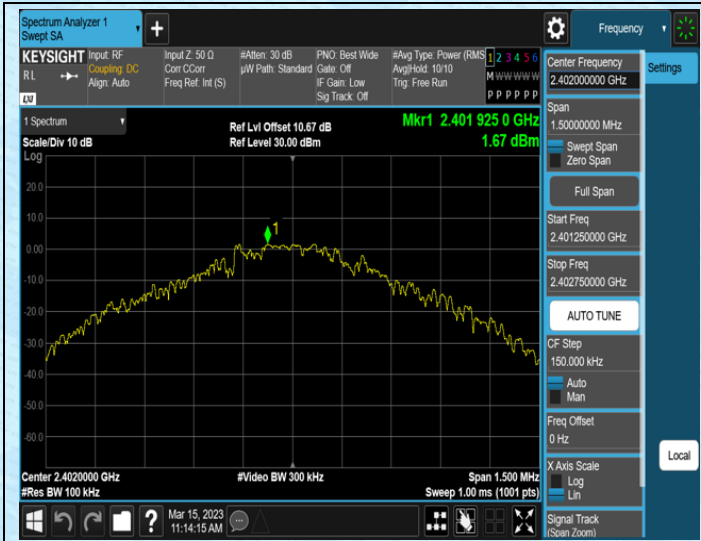 Spectrum Analyzer 1
Swept SA
+
Frequency
KEYSIGHT
RL
LXI
Input: RF
Coupling: DC
Align: Auto
Input Z: 50 Ω
Corr CCorr
Freq Ref: Int (S)
#Atten: 30 dB
µW Path: Standard
PNO: Best Wide
Gate: Off
IF Gain: Low
Sig Track: Off
#Avg Type: Power (RMS
Avg|Hold: 10/10
Trig: Free Run
1 2 3 4 5 6
M W W W W W
P P P P P P
1 Spectrum
Scale/Div 10 dB
Log
Ref Lvl Offset 10.67 dB
Ref Level 30.00 dBm
Mkr1 2.401 925 0 GHz
1.67 dBm
20.0
10.0
0.00
-10.0
-20.0
-30.0
-40.0
-50.0
-60.0
1
Center 2.4020000 GHz
#Res BW 100 kHz
#Video BW 300 kHz
Span 1.500 MHz
Sweep 1.00 ms (1001 pts)
?
Mar 15, 2023
11:14:15 AM
Center Frequency
2.402000000 GHz
Settings
Span
1.50000000 MHz
Swept Span
Zero Span
Full Span
Start Freq
2.401250000 GHz
Stop Freq
2.402750000 GHz
AUTO TUNE
CF Step
150.000 kHz
Auto
Man
Freq Offset
0 Hz
X Axis Scale
Log
Lin
Local
Signal Track
(Span Zoom)